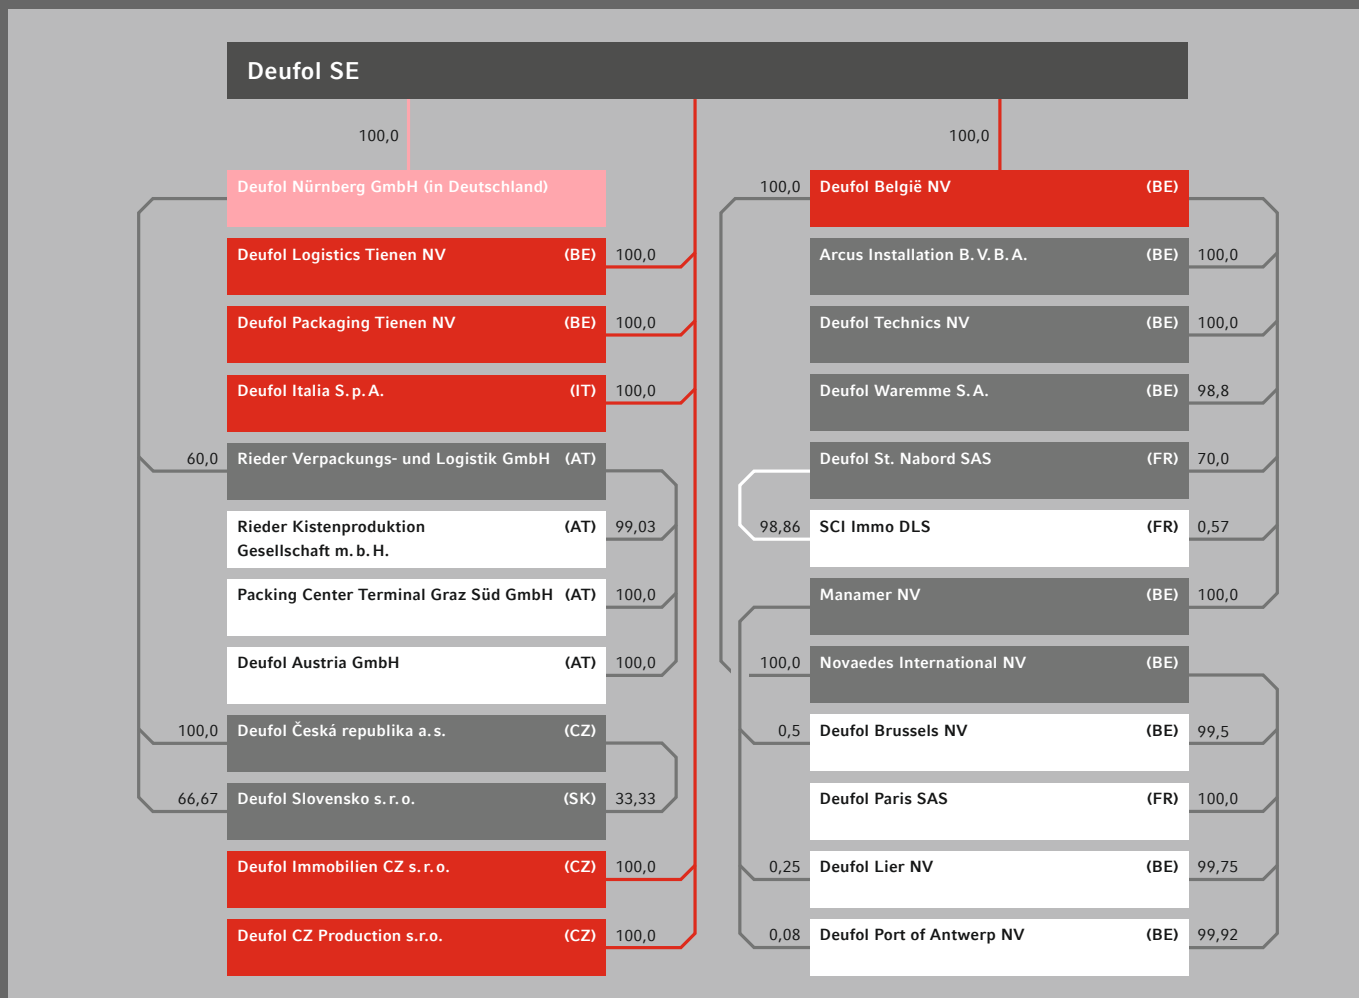 Deufol SE
100,0
100,0
Deufol Nürnberg GmbH (in Deutschland)
Deufol Logistics Tienen NV (BE) 100,0
Deufol Packaging Tienen NV (BE) 100,0
Deufol Italia S.p.A. (IT) 100,0
60,0 Rieder Verpackungs- und Logistik GmbH (AT)
Rieder Kistenproduktion (AT) 99,03
Gesellschaft m.b.H.
Packing Center Terminal Graz Süd GmbH (AT) 100,0
Deufol Austria GmbH (AT) 100,0
100,0 Deufol Česká republika a.s. (CZ)
66,67 Deufol Slovensko s.r.o. (SK) 33,33
Deufol Immobilien CZ s.r.o. (CZ) 100,0
Deufol CZ Production s.r.o. (CZ) 100,0
100,0 Deufol België NV (BE)
Arcus Installation B.V.B.A. (BE) 100,0
Deufol Technics NV (BE) 100,0
Deufol Waremme S.A. (BE) 98,8
Deufol St. Nabord SAS (FR) 70,0
98,86 SCI Immo DLS (FR) 0,57
Manamer NV (BE) 100,0
100,0 Novaedes International NV (BE)
0,5 Deufol Brussels NV (BE) 99,5
Deufol Paris SAS (FR) 100,0
0,25 Deufol Lier NV (BE) 99,75
0,08 Deufol Port of Antwerp NV (BE) 99,92